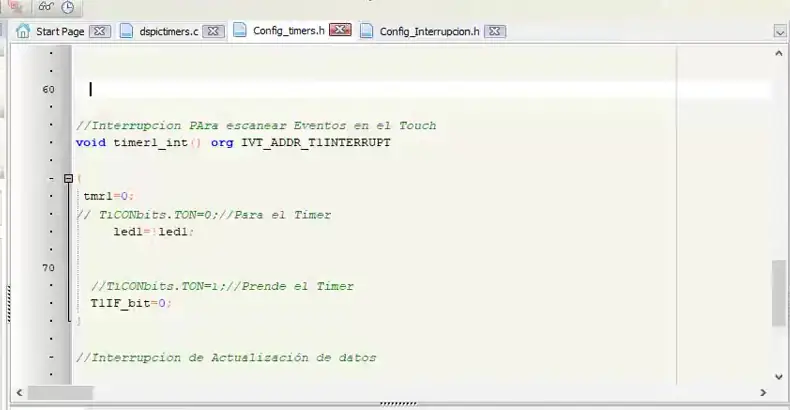 Start Page
dspictimers.c
Config_timers.h
Config_Interrupcion.h
60
//Interrupcion PAra escanear Eventos en el Touch
void timer1_int() org IVT_ADDR_T1INTERRUPT
{
tmr1=0;
// T1CONbits.TON=0;//Para el Timer
led1=!led1;
70
//T1CONbits.TON=1;//Prende el Timer
T1IF_bit=0;
}
//Interrupcion de Actualización de datos